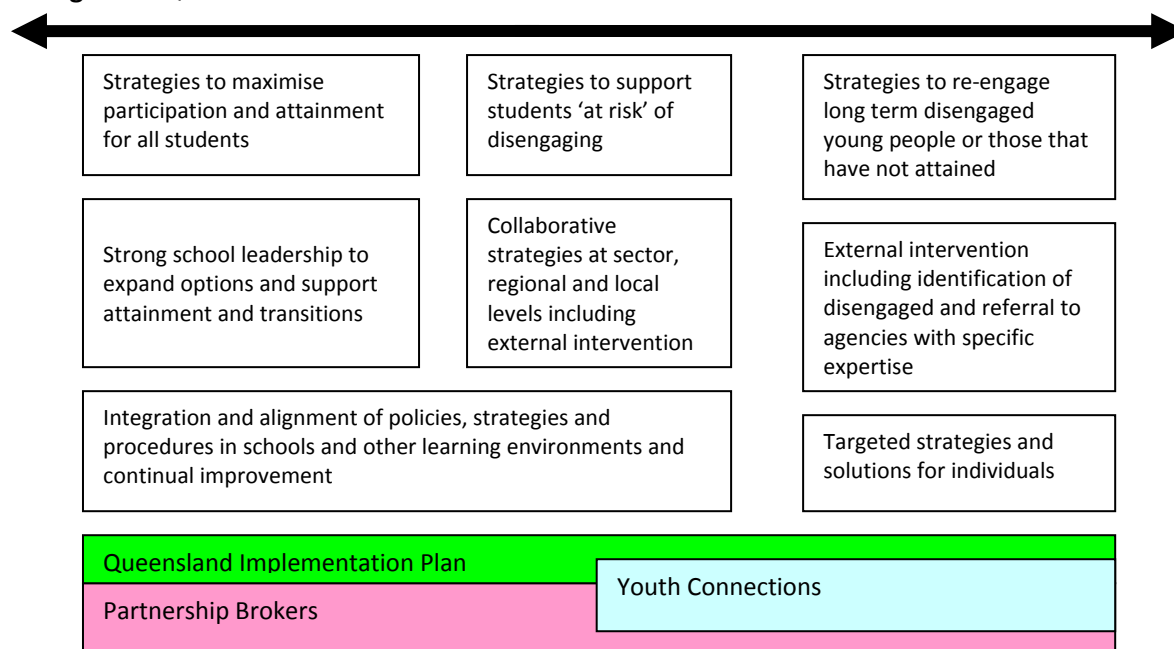 Strategies to maximise
participation and attainment
for all students
Strategies to support
students ‘at risk’ of
disengaging
Strategies to re-engage
long term disengaged
young people or those that
have not attained
Strong school leadership to
expand options and support
attainment and transitions
Collaborative
strategies at sector,
regional and local
levels including
external intervention
External intervention
including identification of
disengaged and referral to
agencies with specific
expertise
Integration and alignment of policies, strategies and
procedures in schools and other learning environments and
continual improvement
Targeted strategies and
solutions for individuals
Queensland Implementation Plan
Youth Connections
Partnership Brokers